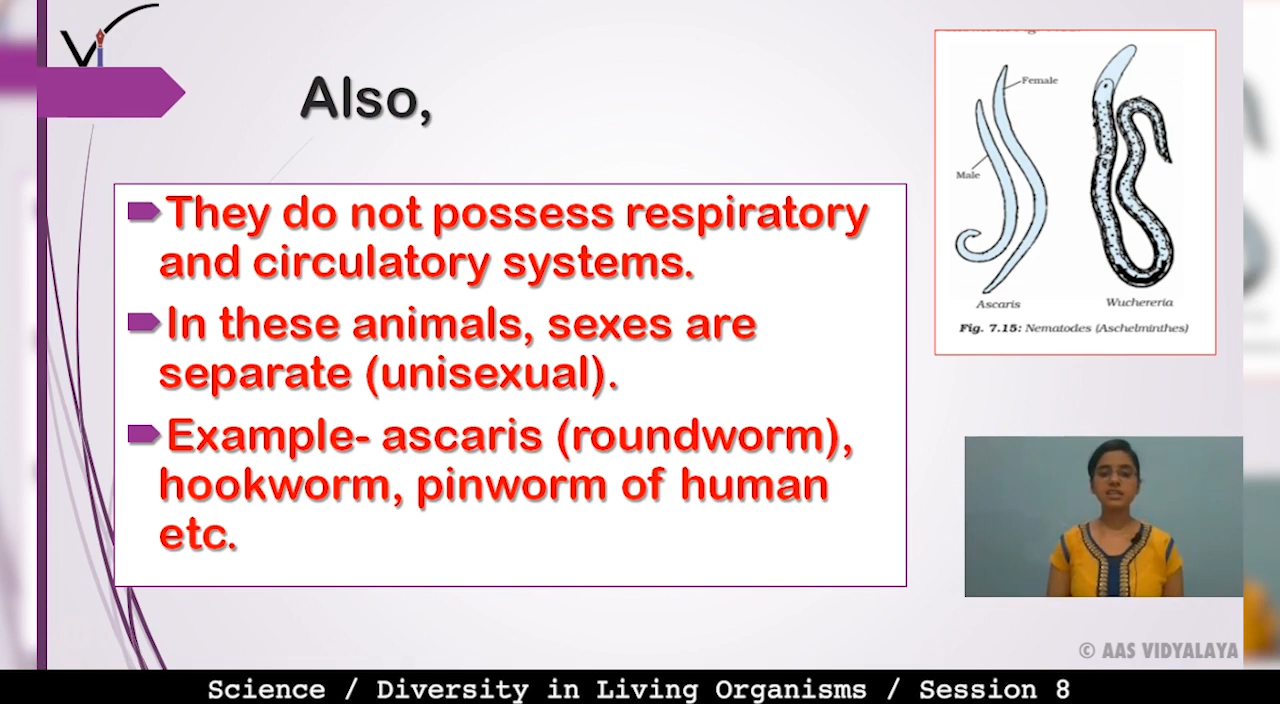 Also,
They do not possess respiratory
and circulatory systems.
In these animals, sexes are
separate (unisexual).
Example- ascaris (roundworm),
hookworm, pinworm of human
etc.
Female
Male
Ascaris
Wuchereria
Fig. 7.15: Nematodes (Aschelminthes)
© AAS VIDYALAYA
Science / Diversity in Living Organisms / Session 8